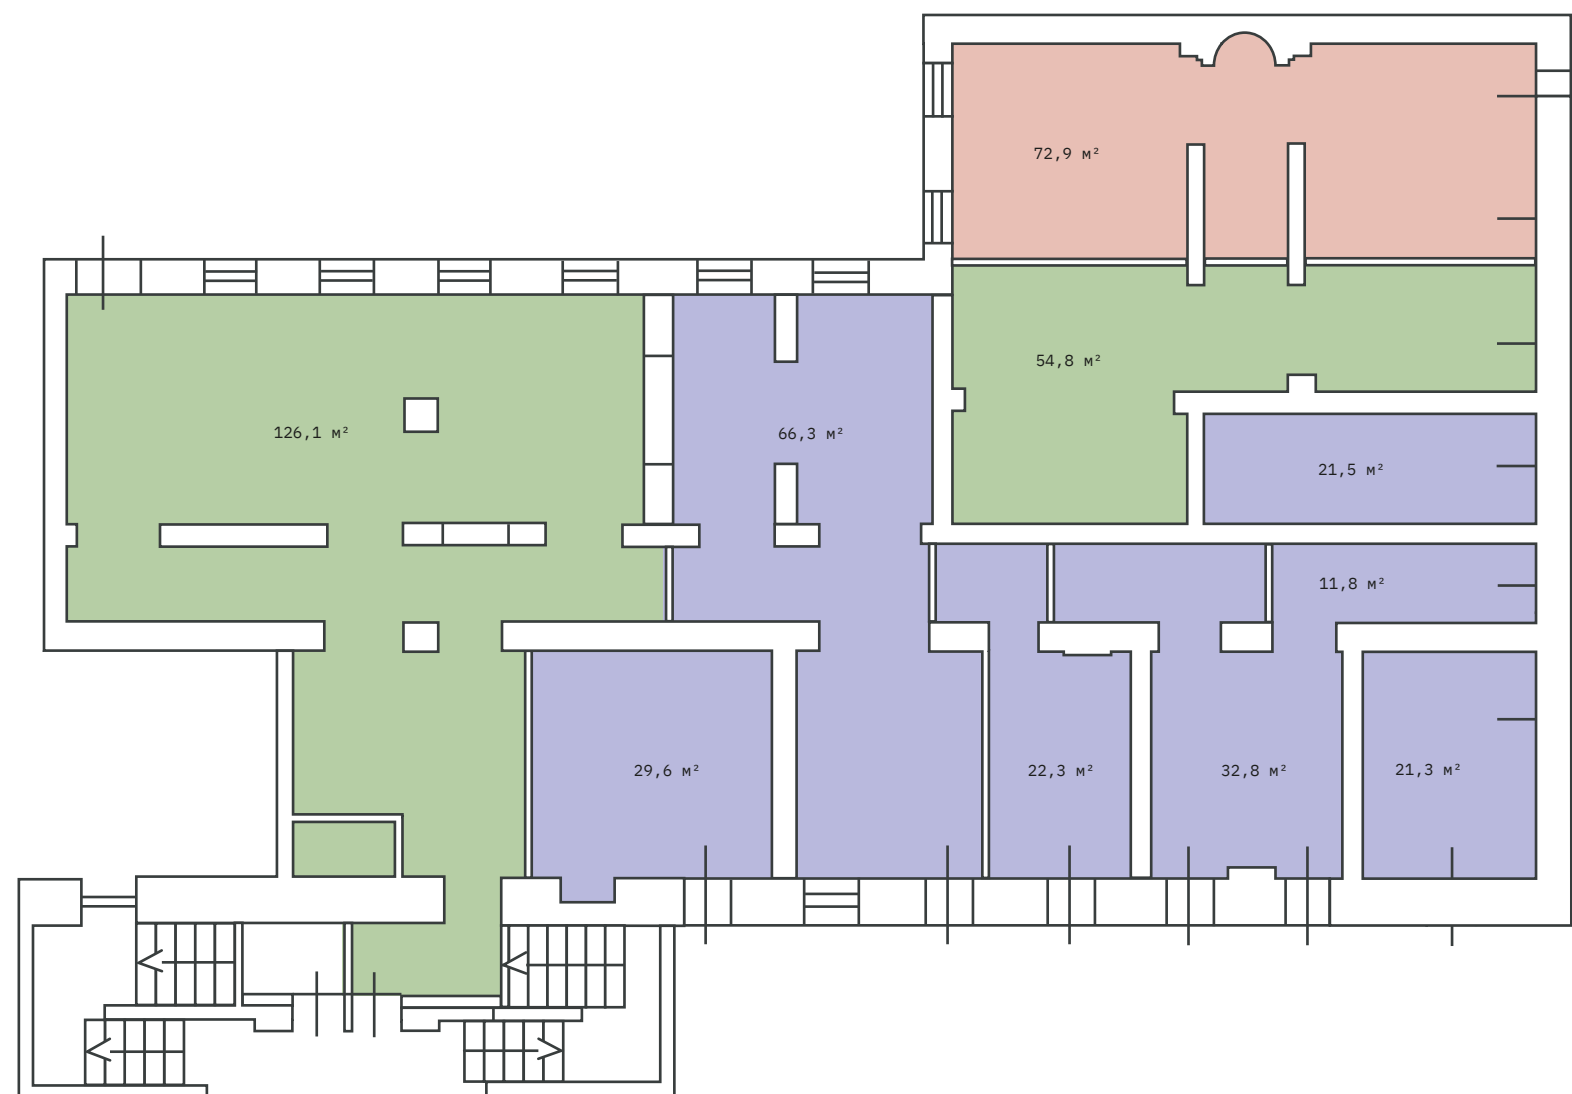 72,9 м²
54,8 м²
126,1 м²
66,3 м²
21,5 м²
11,8 м²
29,6 м²
22,3 м²
32,8 м²
21,3 м²